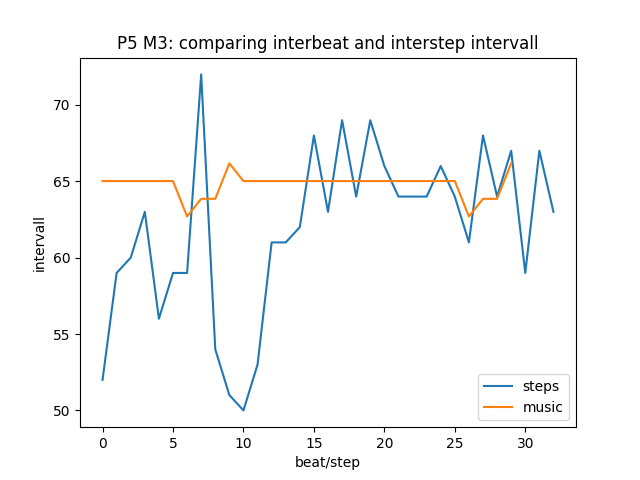 P5 M3: comparing interbeat and interstep intervall
70
65
60
55
50
intervall
0 5 10 15 20 25 30
beat/step
steps
music